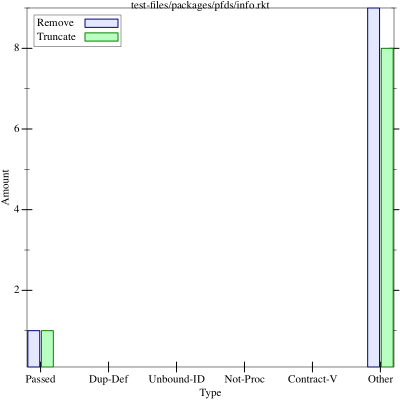 test-files/packages/pfds/info.rkt
Remove
Truncate
8
6
4
2
Amount
Passed Dup-Def Unbound-ID Not-Proc Contract-V Other
Type